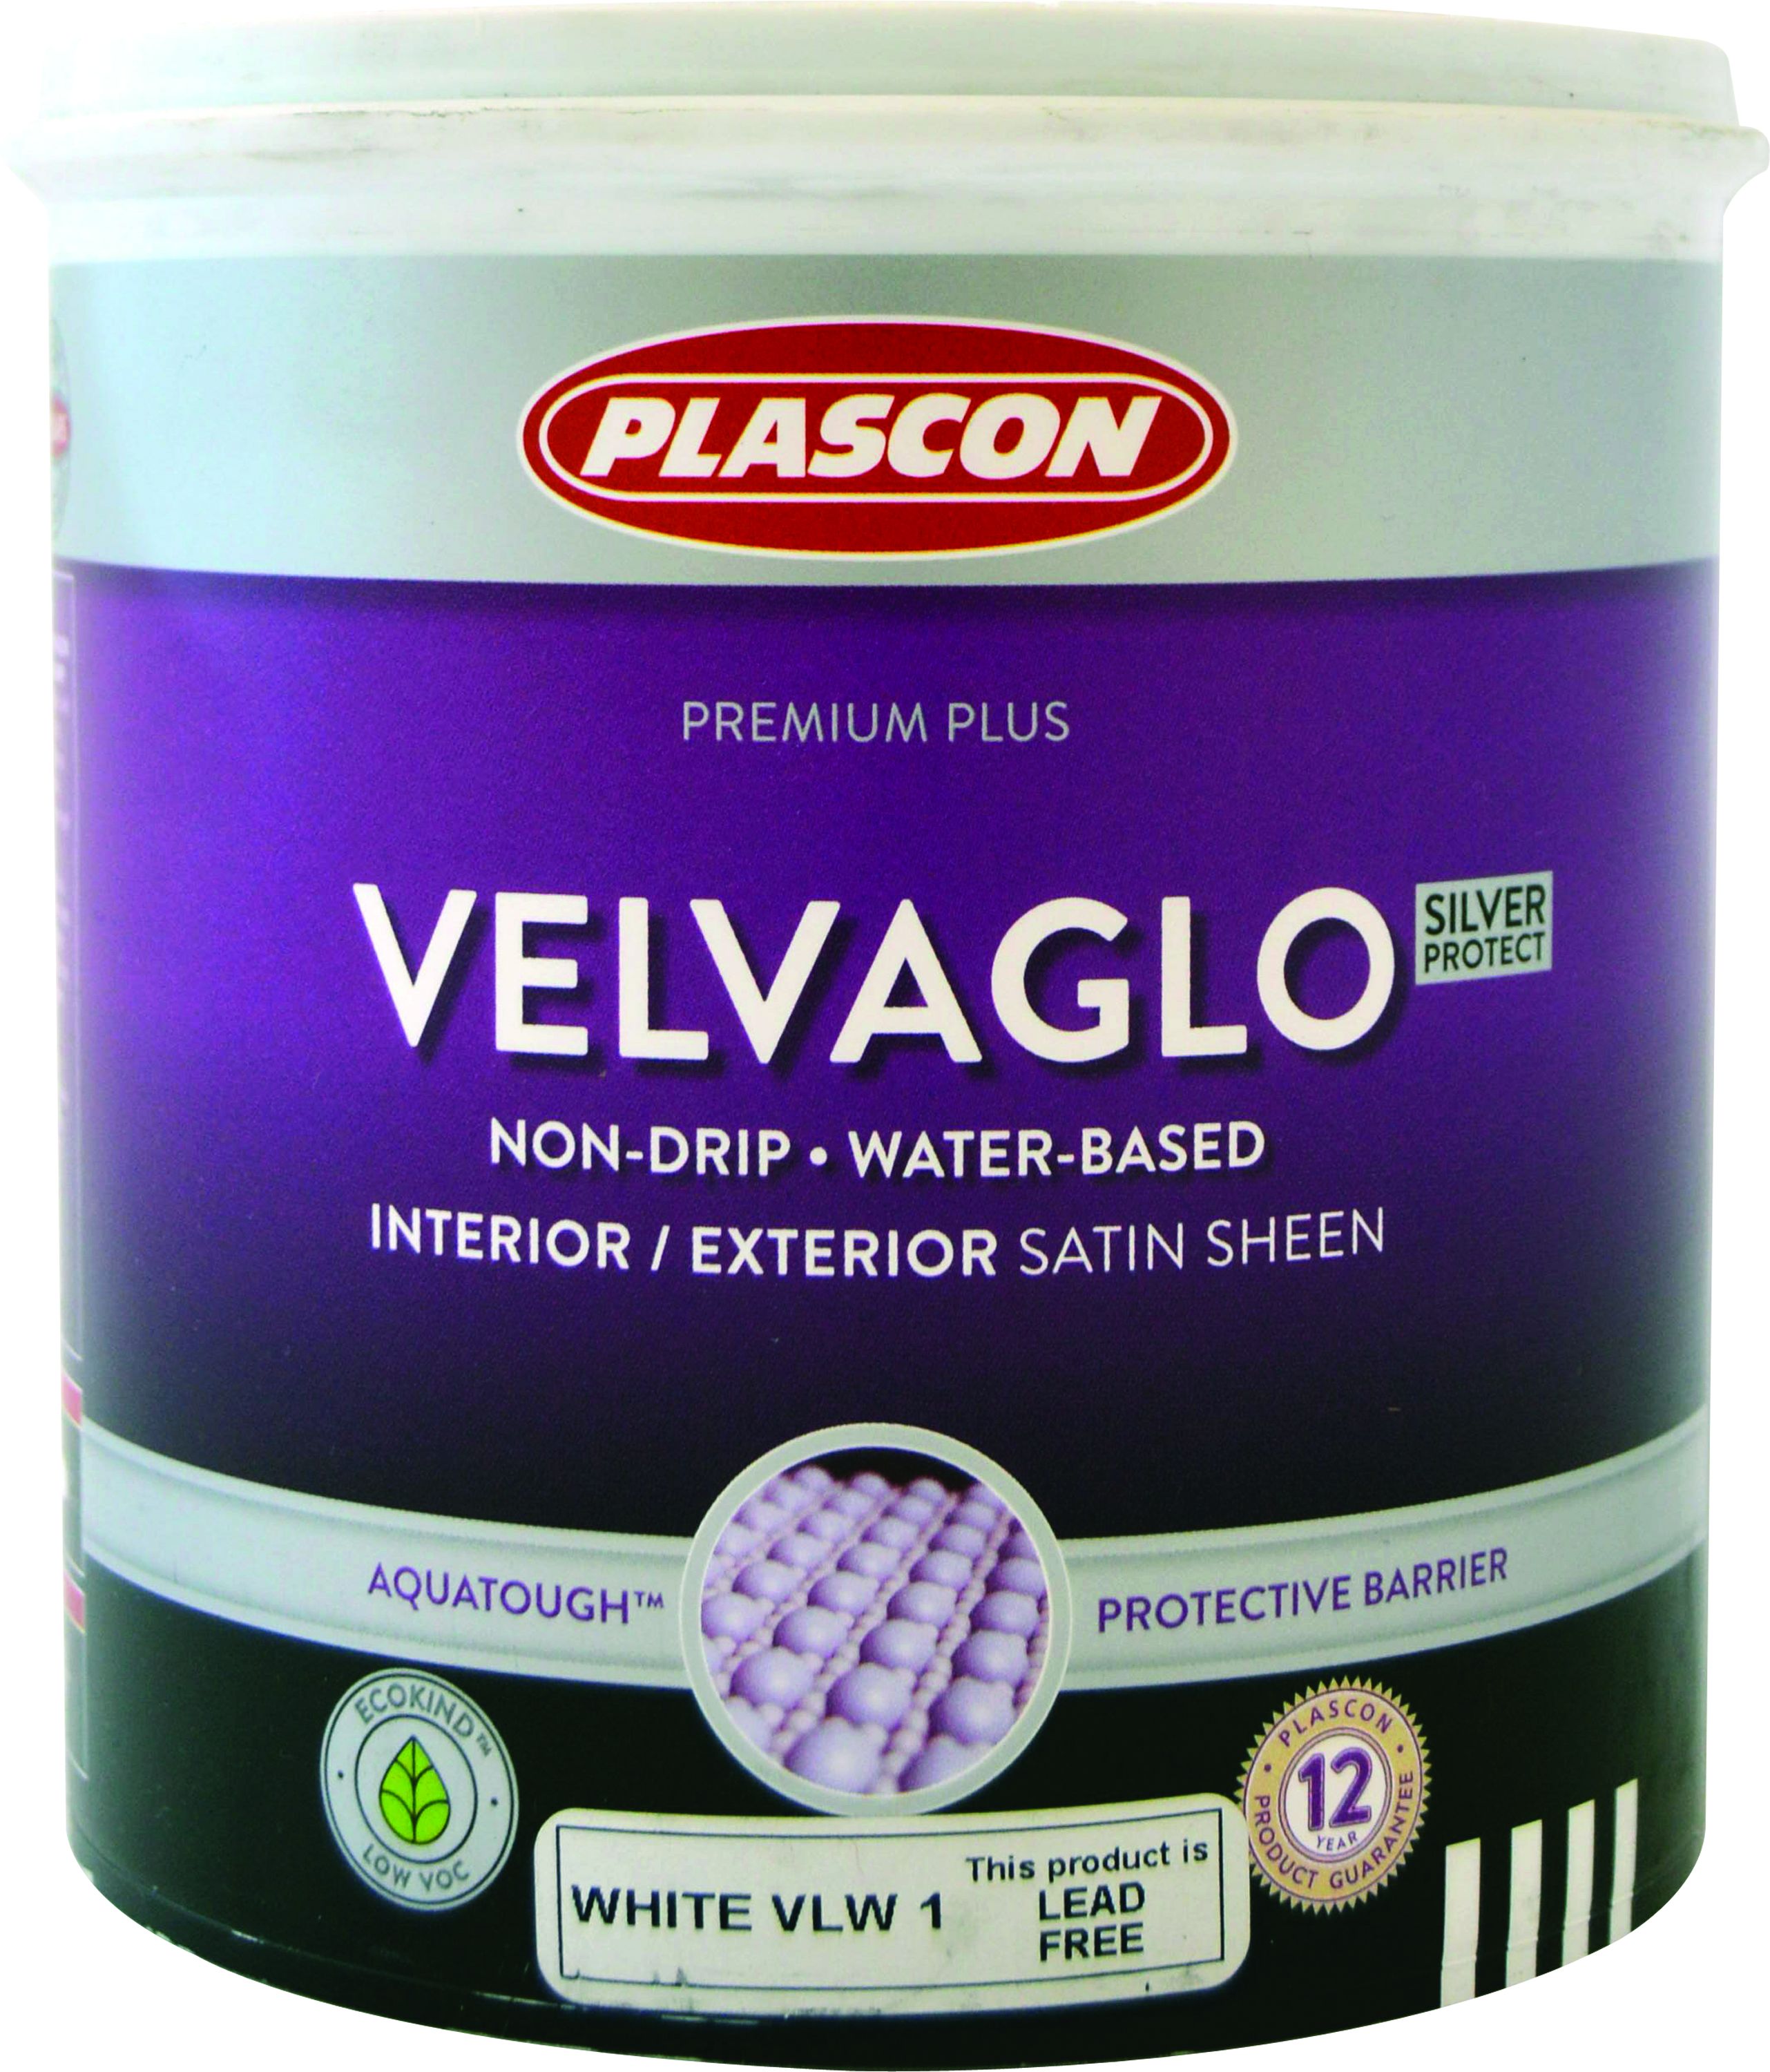 PLASCON
PREMIUM PLUS
VELVAGLO
SILVER
PROTECT
NON-DRIP • WATER-BASED
INTERIOR / EXTERIOR SATIN SHEEN
AQUATOUGH™
PROTECTIVE BARRIER
ECOKIND™
LOW VOC
PLASCON
12
YEAR
PRODUCT GUARANTEE
WHITE VLW 1
This product is
LEAD
FREE